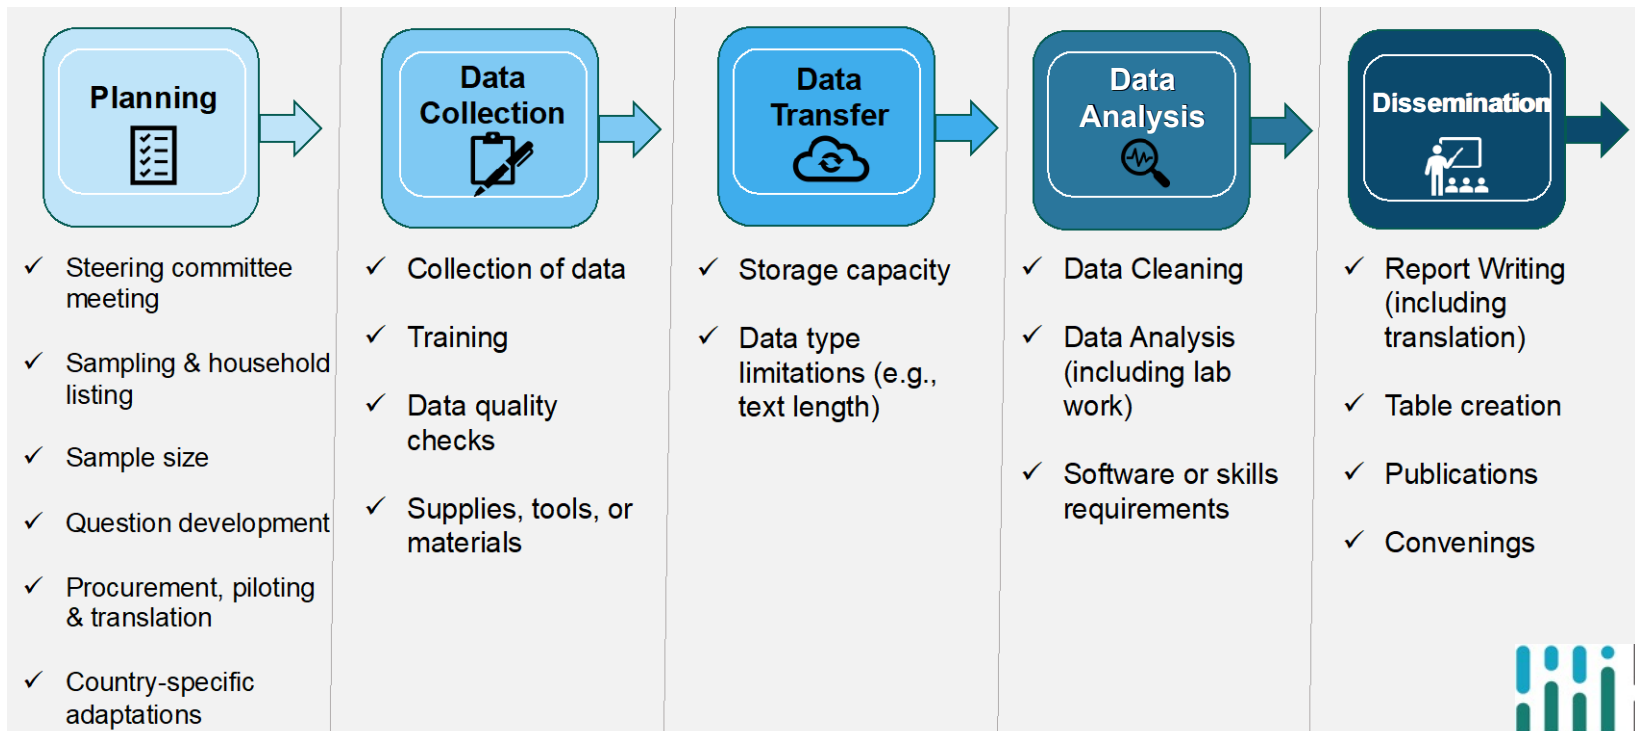 Planning
Steering committee
meeting
Sampling & household
listing
Sample size
Question development
Procurement, piloting
& translation
Country-specific
adaptations
Data
Collection
Collection of data
Training
Data quality
checks
Supplies, tools, or
materials
Data
Transfer
Storage capacity
Data type
limitations (e.g.,
text length)
Data
Analysis
Data Cleaning
Data Analysis
(including lab
work)
Software or skills
requirements
Dissemination
Report Writing
(including
translation)
Table creation
Publications
Convenings